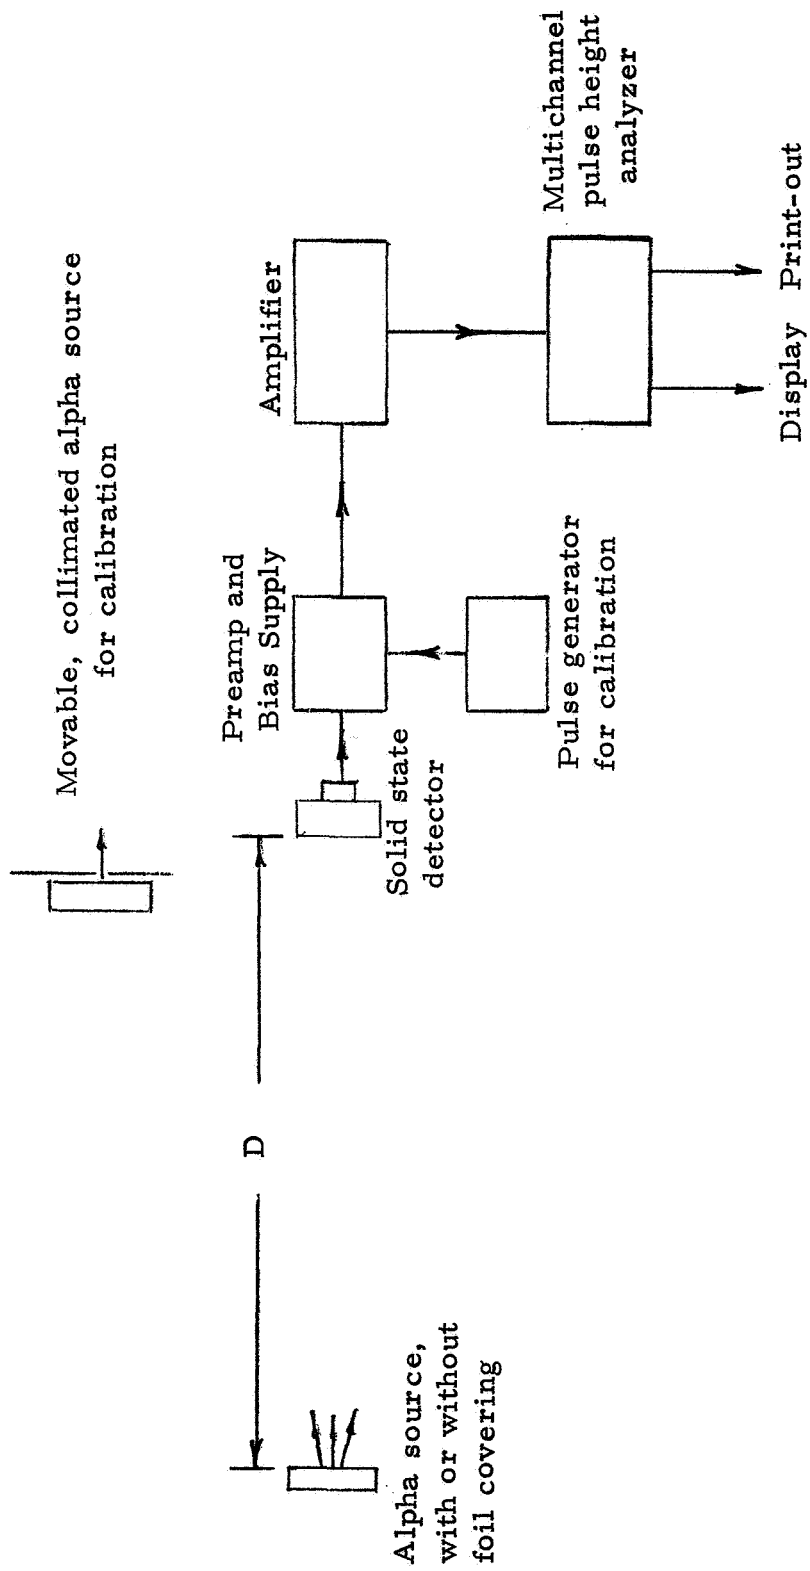 Movable, collimated alpha source
for calibration
D
Alpha source,
with or without
foil covering
Solid state
detector
Preamp and
Bias Supply
Pulse generator
for calibration
Amplifier
Multichannel
pulse height
analyzer
Display
Print-out